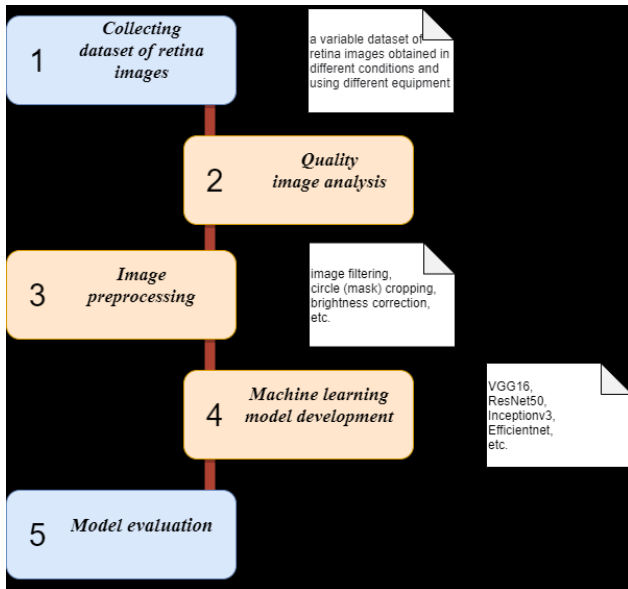 1
Collecting
dataset of retina
images
a variable dataset of
retina images obtained in
different conditions and
using different equipment
2
Quality
image analysis
3
Image
preprocessing
image filtering,
circle (mask) cropping,
brightness correction,
etc.
4
Machine learning
model development
VGG16,
ResNet50,
Inceptionv3,
Efficientnet,
etc.
5
Model evaluation